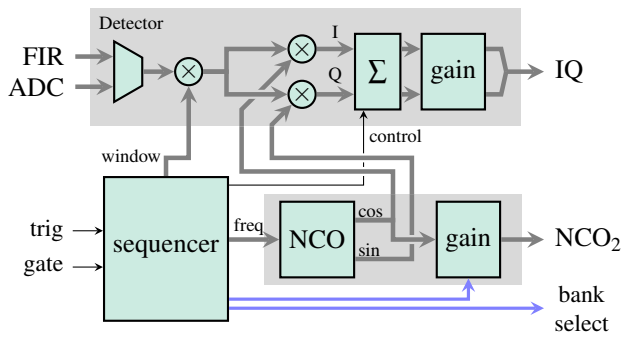 Detector
FIR
ADC
×
×
×
I
Q
Σ
gain
IQ
window
control
trig
gate
sequencer
freq
NCO
cos
sin
gain
NCO₂
bank
select